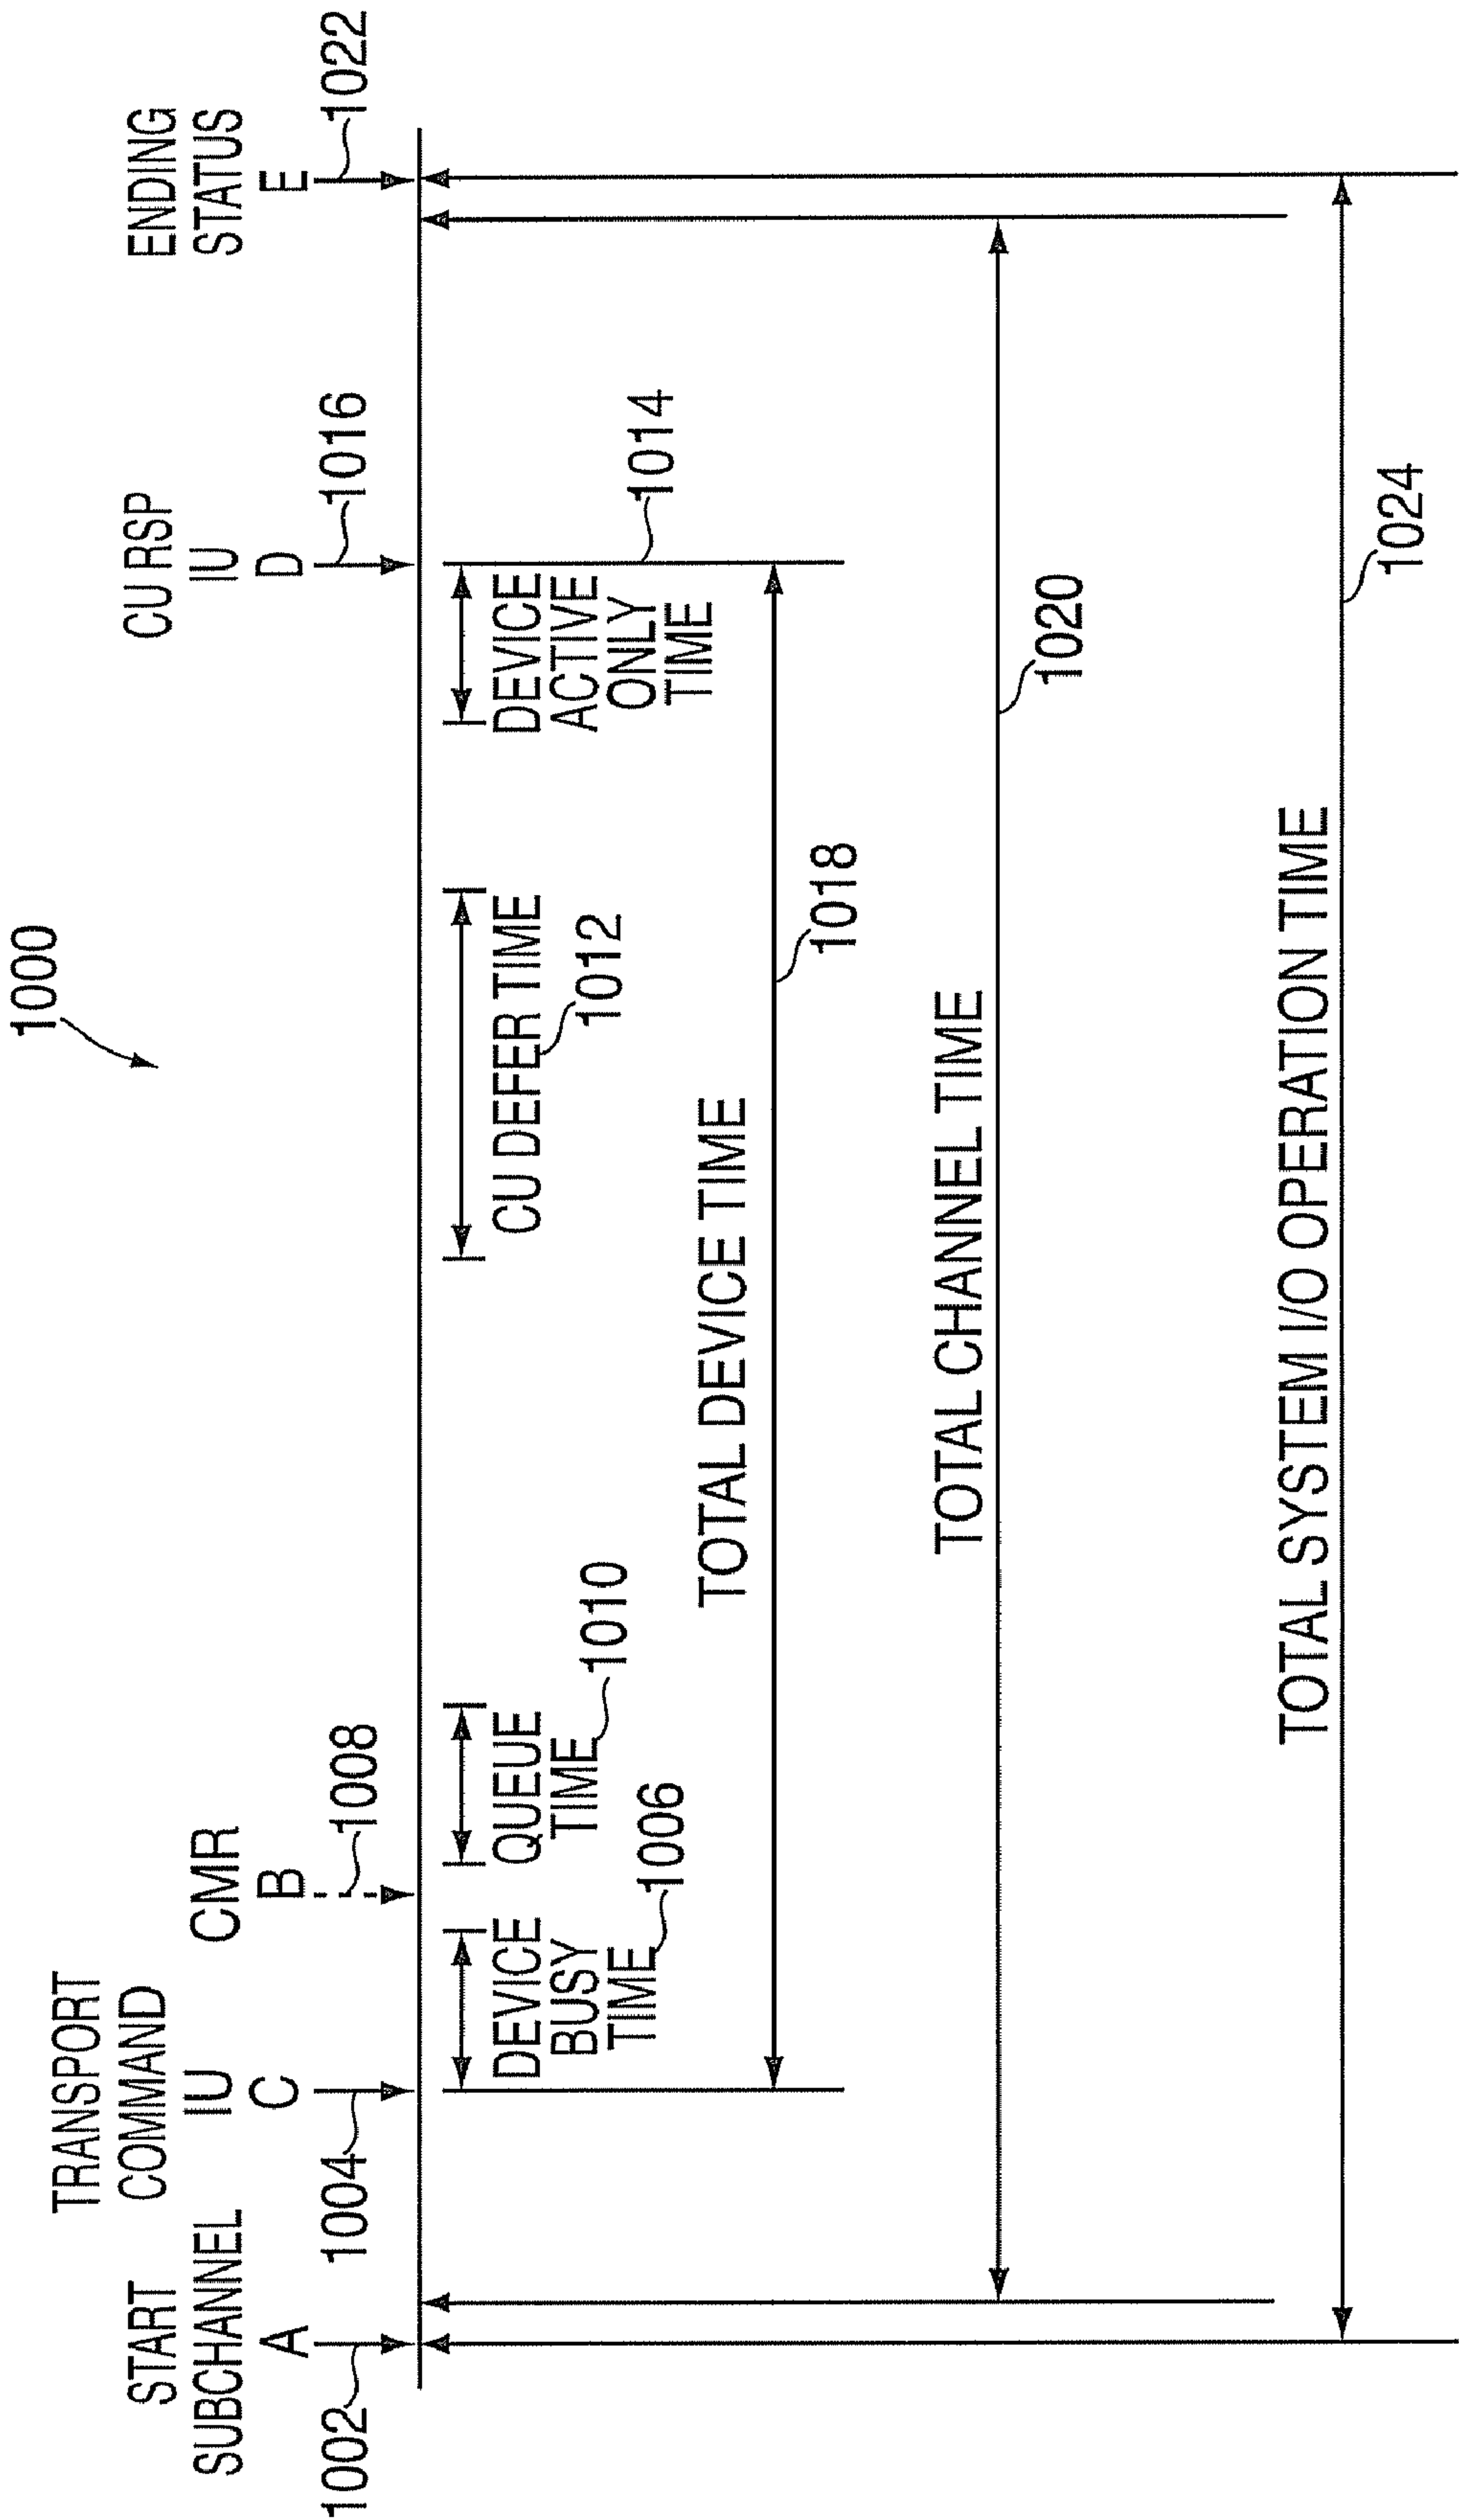 1000
START
SUBCHANNEL
A
1002
TRANSPORT
COMMAND
IU
C
1004
CMR
B
1008
CU RSP
IU
D
1016
ENDING
STATUS
E
1022
DEVICE
BUSY
TIME
1006
QUEUE
TIME
1010
CU DEFER TIME
1012
DEVICE
ACTIVE
ONLY
TIME
1014
TOTAL DEVICE TIME
1018
TOTAL CHANNEL TIME
1020
TOTAL SYSTEM I/O OPERATION TIME
1024